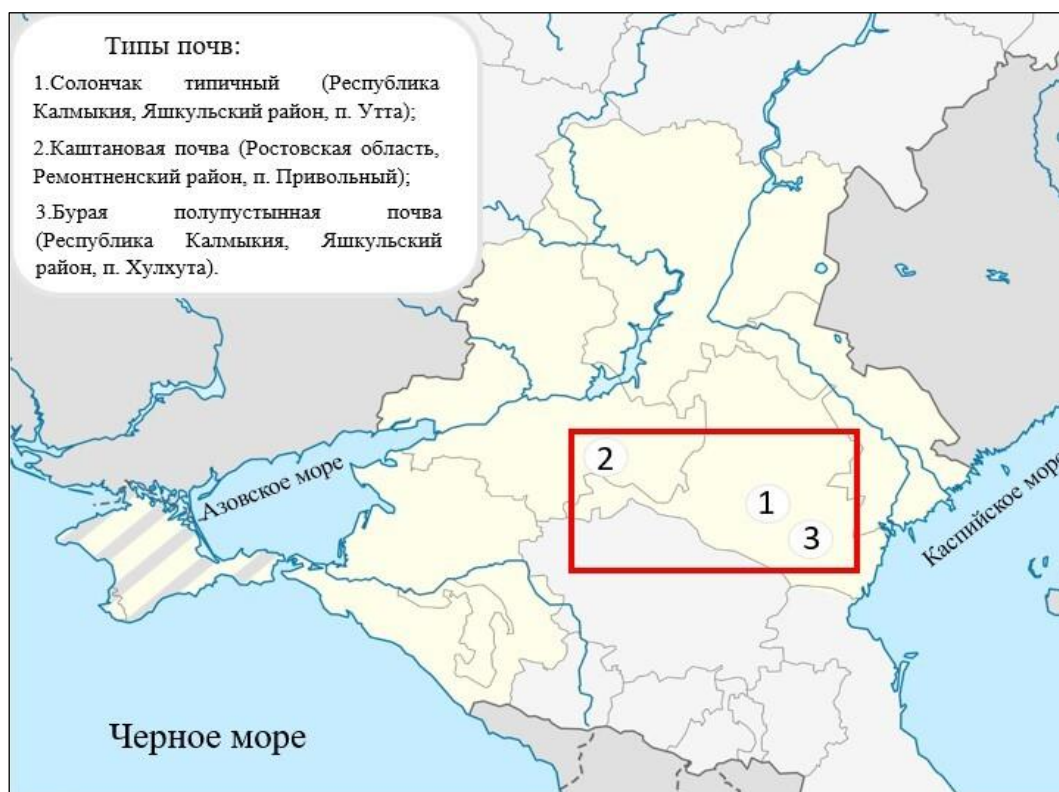 Типы почв:
1.Солончак типичный (Республика
Калмыкия, Яшкульский район, п. Утта);
2.Каштановая почва (Ростовская область,
Ремонтненский район, п. Привольный);
3.Бурая полупустынная почва
(Республика Калмыкия, Яшкульский
район, п. Хулхута).
Азовское море
2
1
3
Каспийское море
Черное море